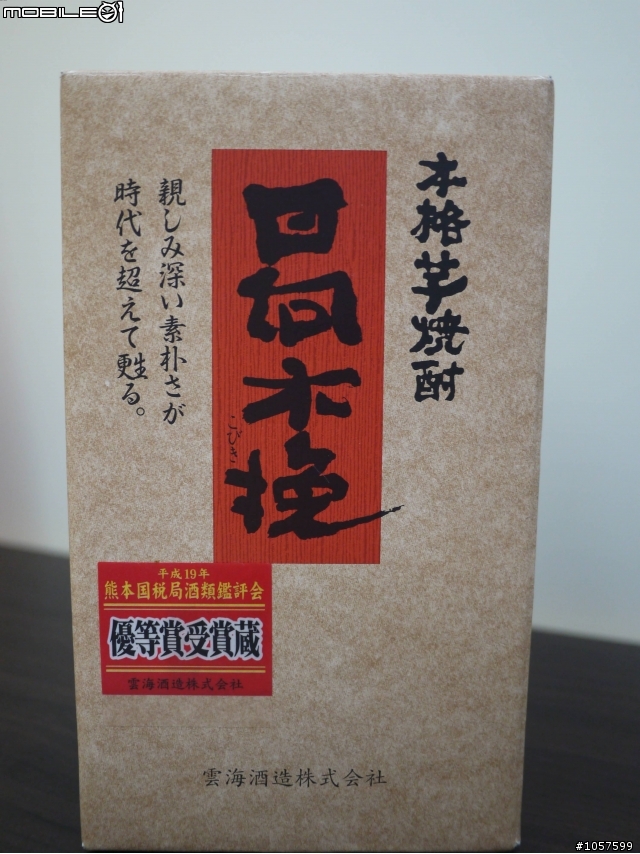 MOBILE01
本格芋焼酎
日向木挽
こびき
親しみ深い素朴さが
時代を超えて甦る。
平成19年
熊本国税局酒類鑑評会
優等賞受賞蔵
雲海酒造株式会社
雲海酒造株式会社
#1057599